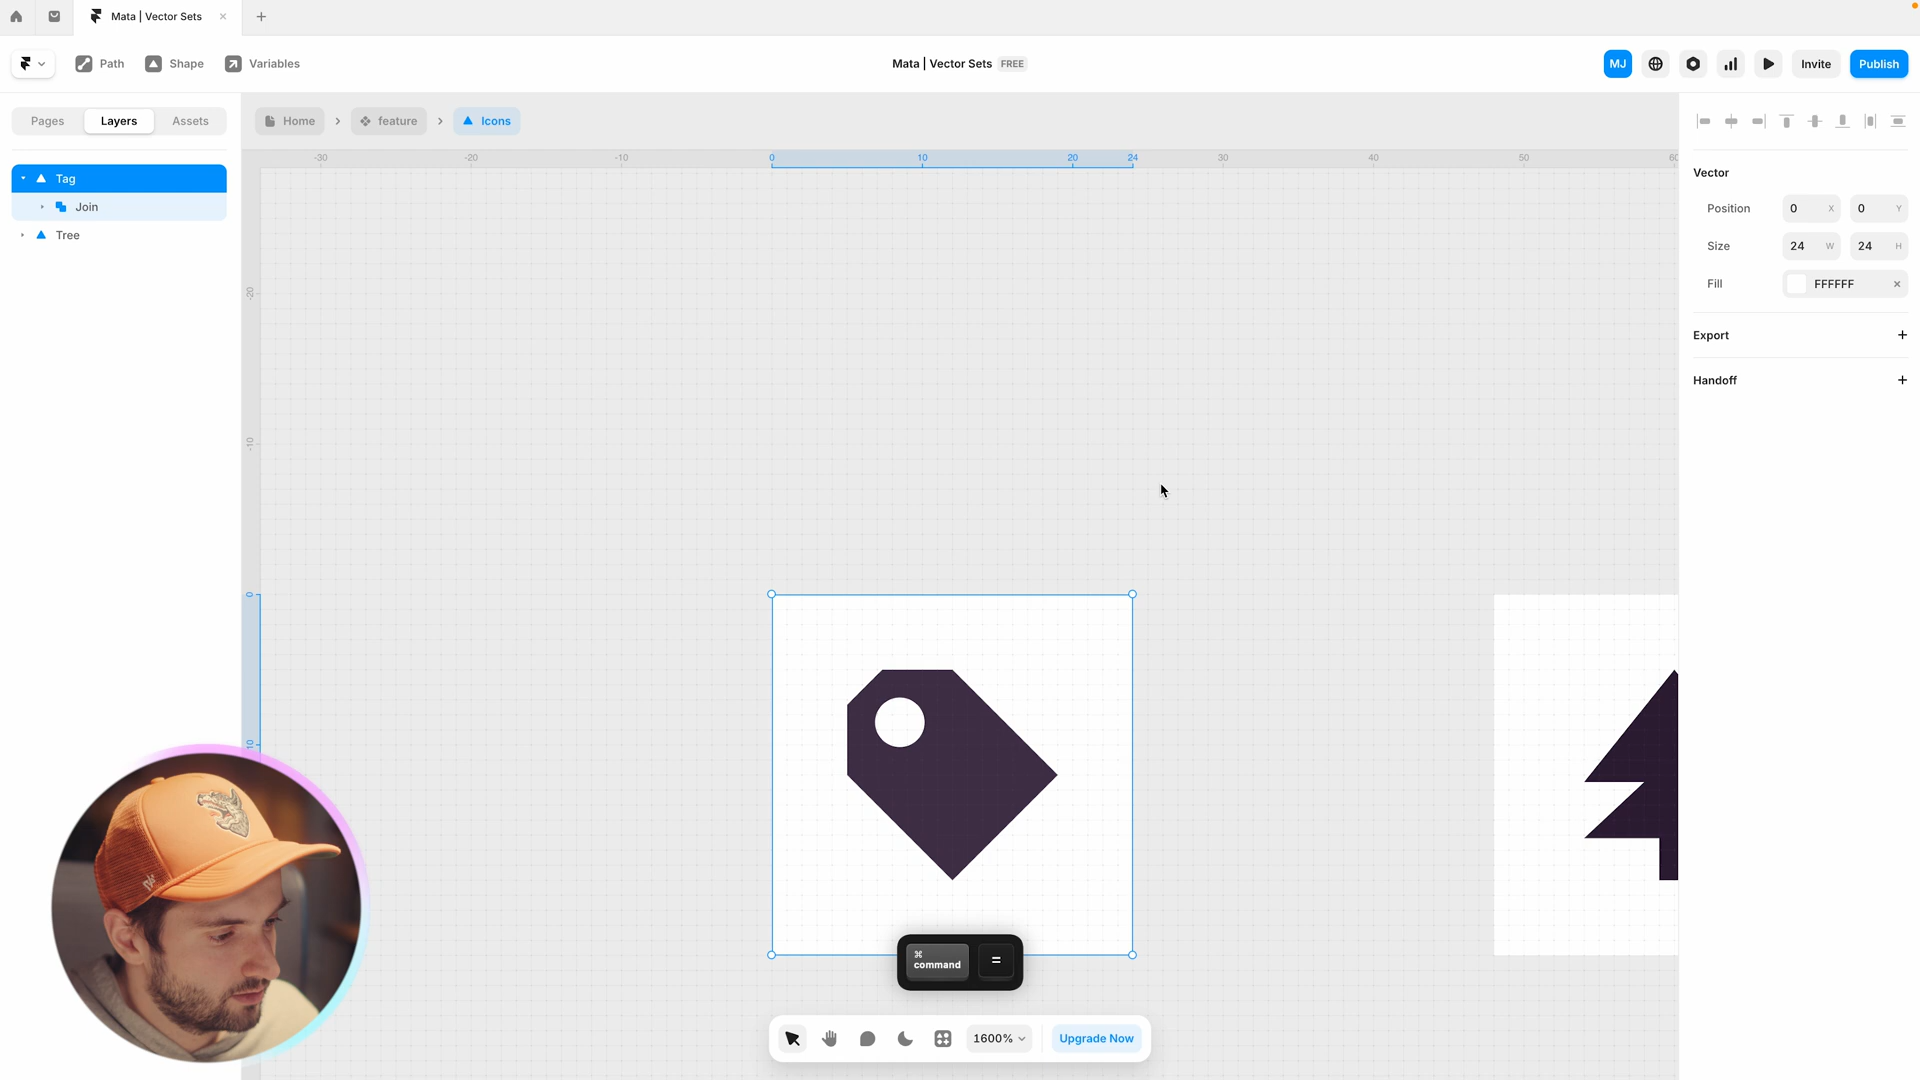 Mata | Vector Sets
Path
Shape
Variables
Mata | Vector Sets FREE
MJ
Invite
Publish
Pages
Layers
Assets
Home
feature
Icons
-30
-20
-10
0
10
20
24
30
40
50
60
Tag
Join
Tree
-20
-10
0
10
Vector
Position
0 X
0 Y
Size
24 W
24 H
Fill
FFFFFF
Export
Handoff
⌘
command
=
1600%
Upgrade Now